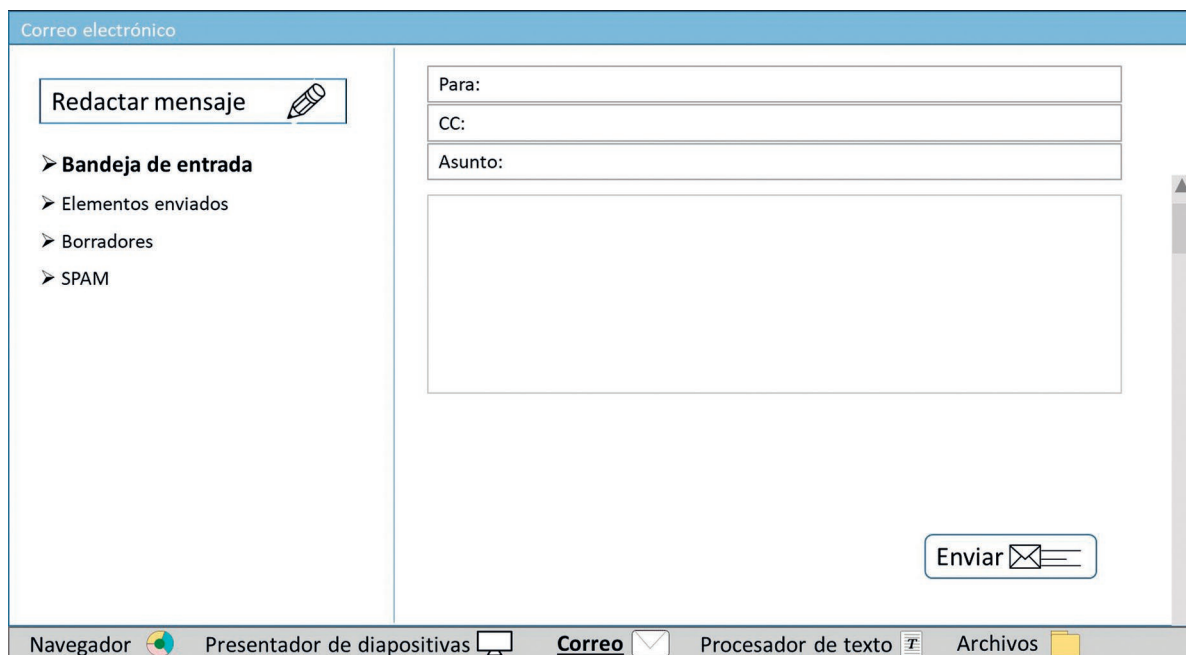 Correo electrónico
Redactar mensaje
Bandeja de entrada
Elementos enviados
Borradores
SPAM
Para:
CC:
Asunto:
Enviar
Navegador Presentador de diapositivas Correo Procesador de texto T Archivos